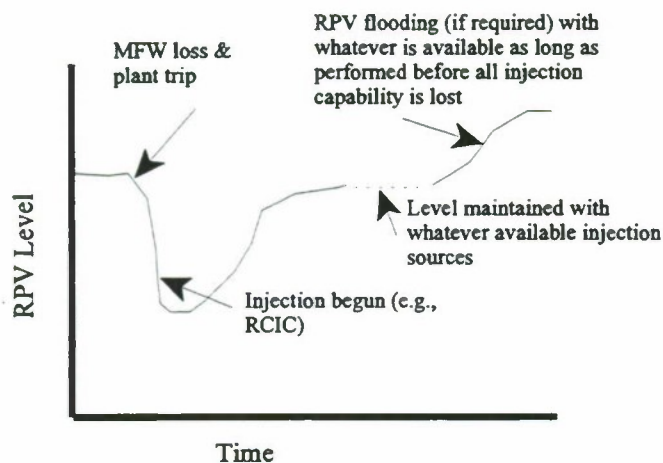 RPV flooding (if required) with
whatever is available as long as
performed before all injection
capability is lost
MFW loss &
plant trip
Level maintained with
whatever available injection
sources
Injection begun (e.g.,
RCIC)
RPV Level
Time